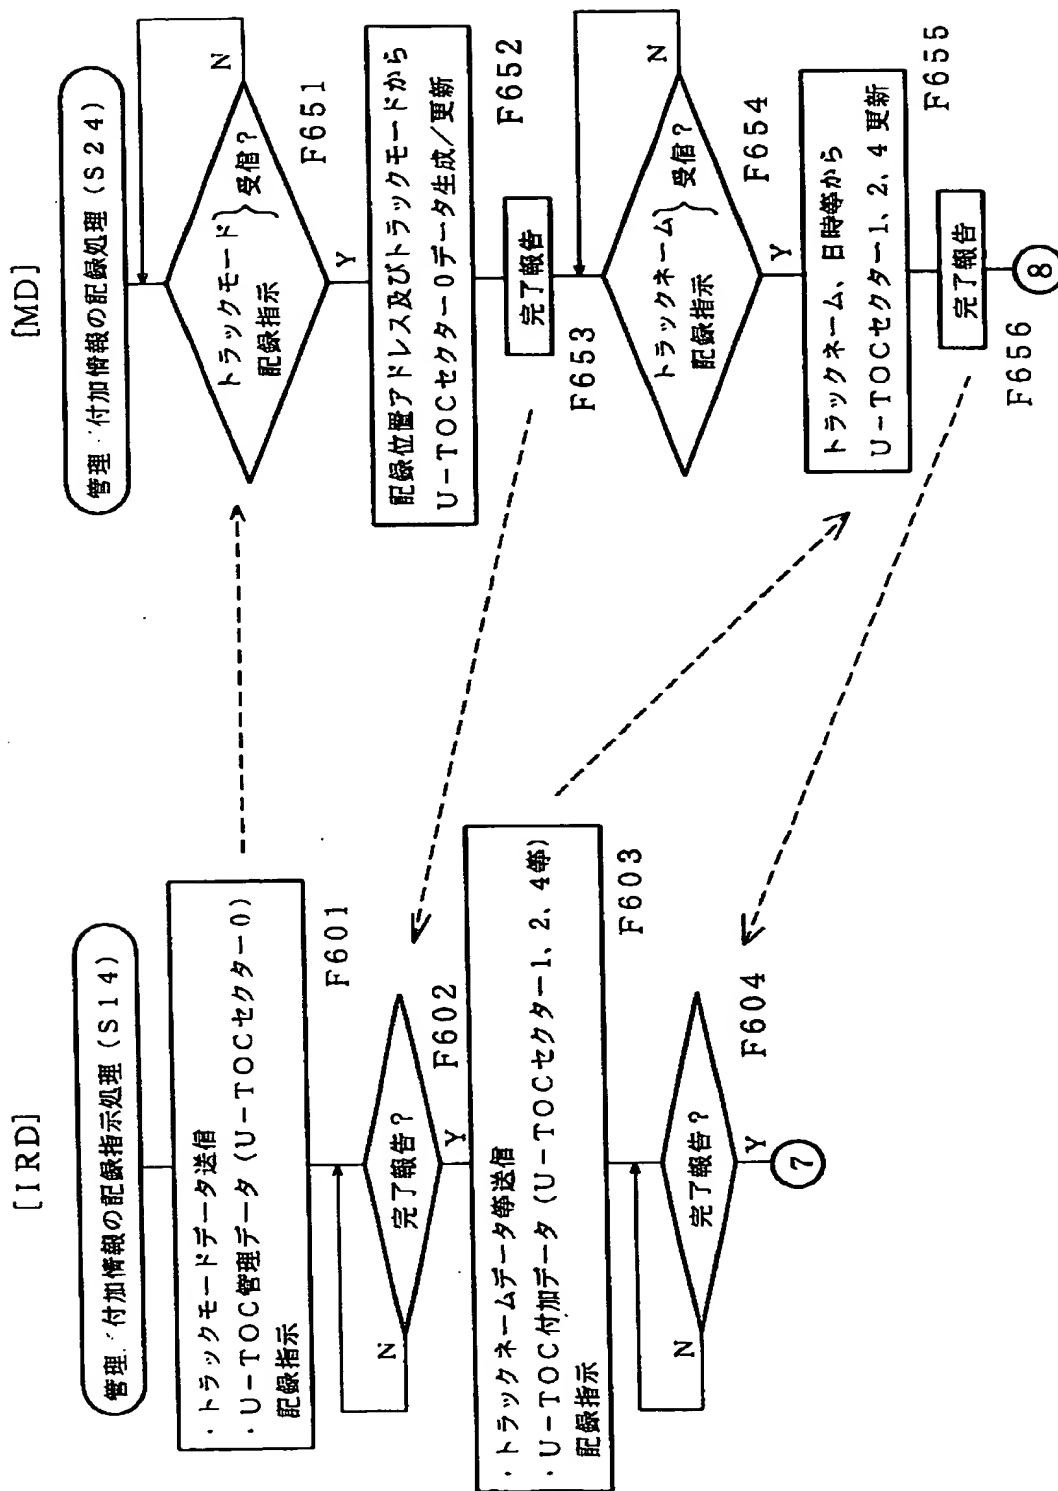 [IRD]
管理・付加情報の記録指示処理(S14)
・トラックモードデータ送信
・U-TOC管理データ(U-TOCセクター0)
記録指示
F601
完了報告?
N
Y
F602
・トラックネームデータ等送信
・U-TOC付加データ(U-TOCセクター1、2、4等)
記録指示
F603
完了報告?
N
Y
F604
7
[MD]
管理・付加情報の記録処理(S24)
トラックモード
記録指示
} 受信?
N
Y
F651
記録位置アドレス及びトラックモードから
U-TOCセクター0データ生成/更新
F652
完了報告
F653
トラックネーム
記録指示
} 受信?
N
Y
F654
トラックネーム、日時等から
U-TOCセクター1、2、4更新
F655
完了報告
F656
8